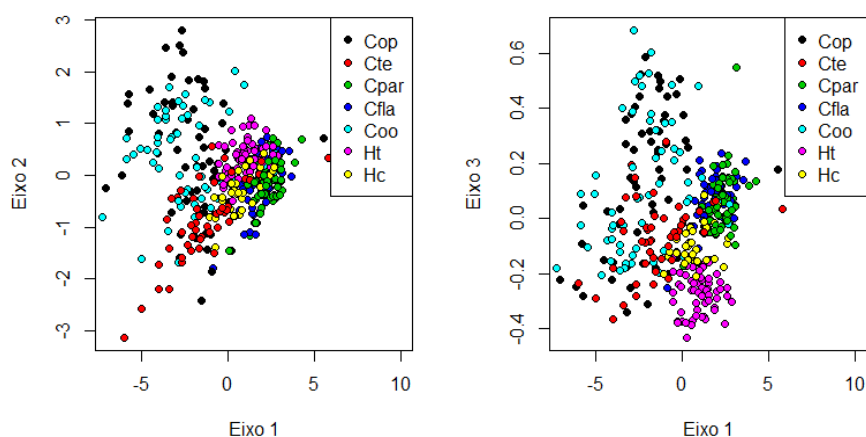 3
2
1
0
-1
-2
-3
Eixo 2
-5
0
5
10
Eixo 1
Cop
Cte
Cpar
Cfla
Coo
Ht
Hc
0.6
0.4
0.2
0.0
-0.2
-0.4
Eixo 3
-5
0
5
10
Eixo 1
Cop
Cte
Cpar
Cfla
Coo
Ht
Hc